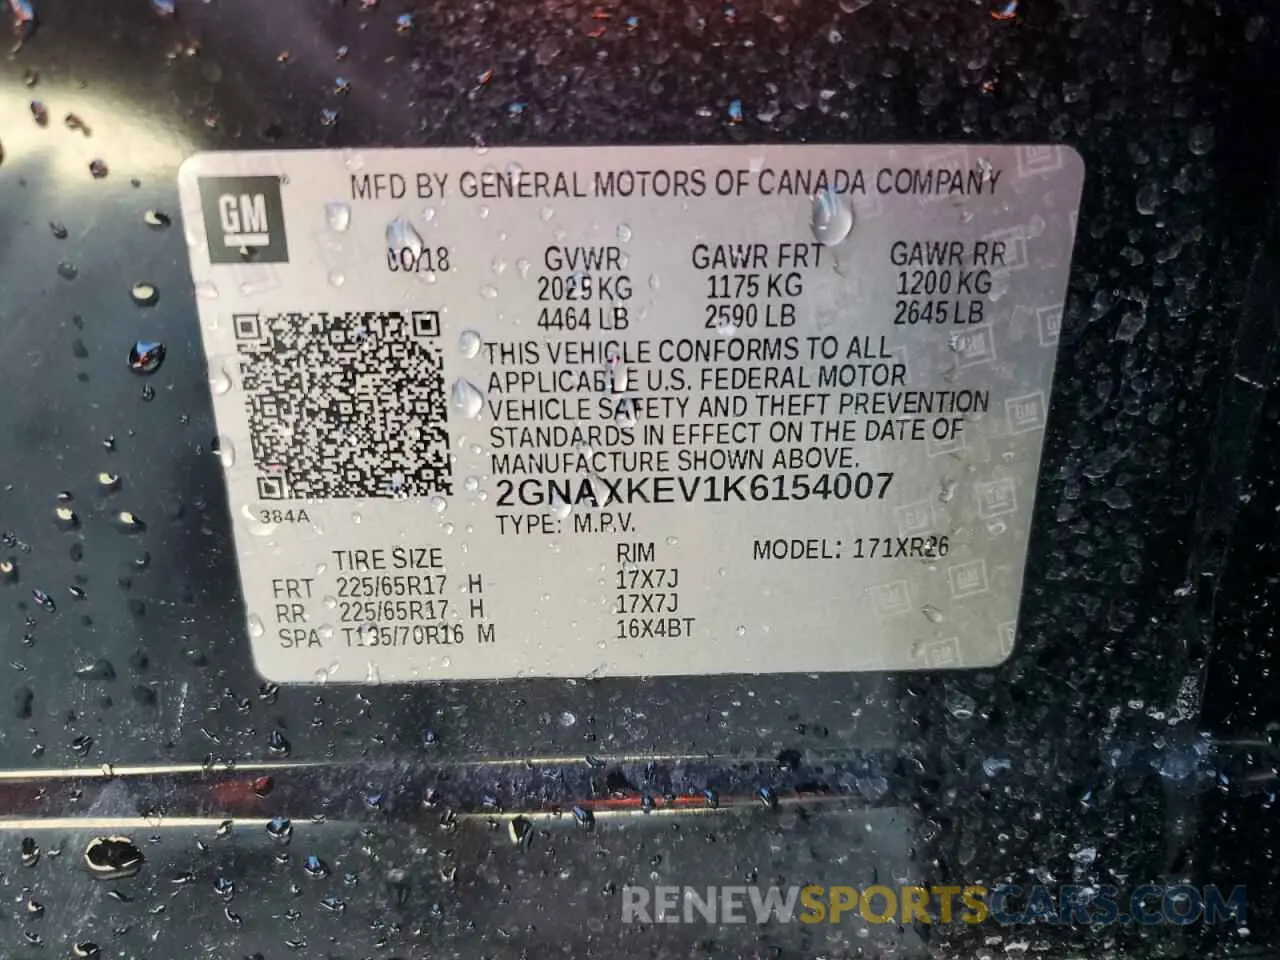 GM
MFD BY GENERAL MOTORS OF CANADA COMPANY
10/18
GVWR
2025 KG
4464 LB
GAWR FRT
1175 KG
2590 LB
GAWR RR
1200 KG
2645 LB
THIS VEHICLE CONFORMS TO ALL
APPLICABLE U.S. FEDERAL MOTOR
VEHICLE SAFETY AND THEFT PREVENTION
STANDARDS IN EFFECT ON THE DATE OF
MANUFACTURE SHOWN ABOVE.
2GNAXKEV1K6154007
384A
TYPE: M.P.V.
TIRE SIZE RIM MODEL: 171XR26
FRT 225/65R17 H 17X7J
RR 225/65R17 H 17X7J
SPA T135/70R16 M 16X4BT
RENEWSPORTSCARS.COM